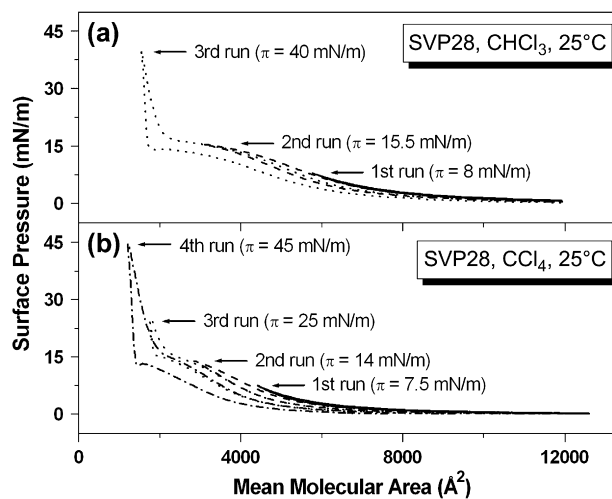 (a)
SVP28, CHCl₃, 25°C
45
3rd run (π = 40 mN/m)
30
15
2nd run (π = 15.5 mN/m)
1st run (π = 8 mN/m)
0
Surface Pressure (mN/m)
(b)
SVP28, CCl₄, 25°C
45
4th run (π = 45 mN/m)
30
3rd run (π = 25 mN/m)
15
2nd run (π = 14 mN/m)
1st run (π = 7.5 mN/m)
0
0 4000 8000 12000
Mean Molecular Area (Å²)